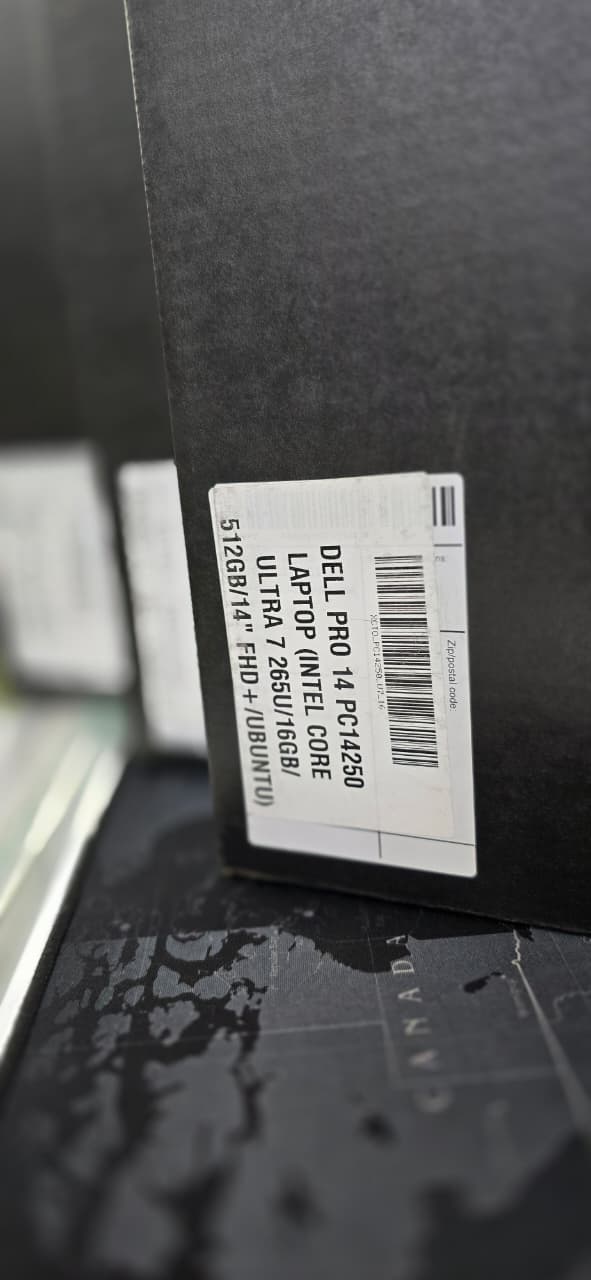 Zip/postal code:
XCTO_PC14250_U7_16
DELL PRO 14 PC14250
LAPTOP (INTEL CORE
ULTRA 7 265U/16GB/
512GB/14" FHD+/UBUNTU)
CANADA